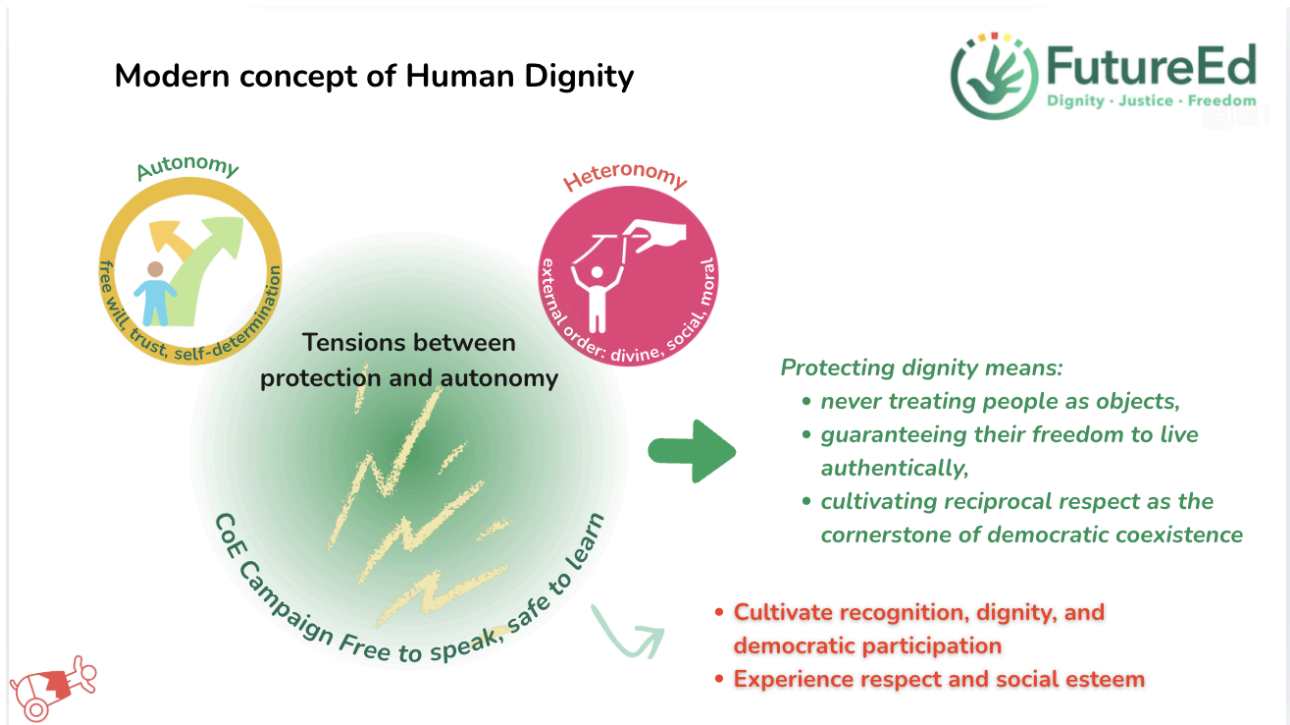 Modern concept of Human Dignity
FutureEd
Dignity · Justice · Freedom
Autonomy
free will, trust, self-determination
Heteronomy
external order: divine, social, moral
Tensions between
protection and autonomy
CoE Campaign Free to speak, safe to learn
Protecting dignity means:
• never treating people as objects,
• guaranteeing their freedom to live
authentically,
• cultivating reciprocal respect as the
cornerstone of democratic coexistence
• Cultivate recognition, dignity, and
democratic participation
• Experience respect and social esteem